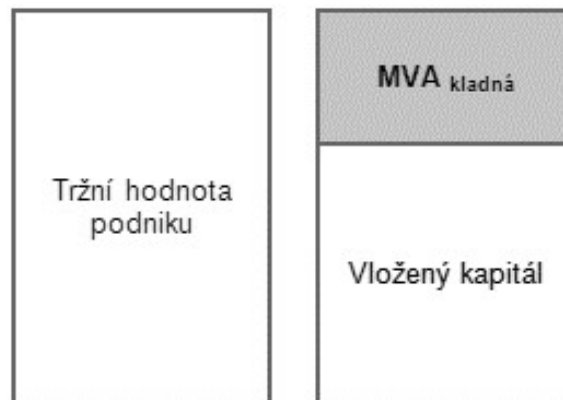 Tržní hodnota
podniku
MVA kladná
Vložený kapitál